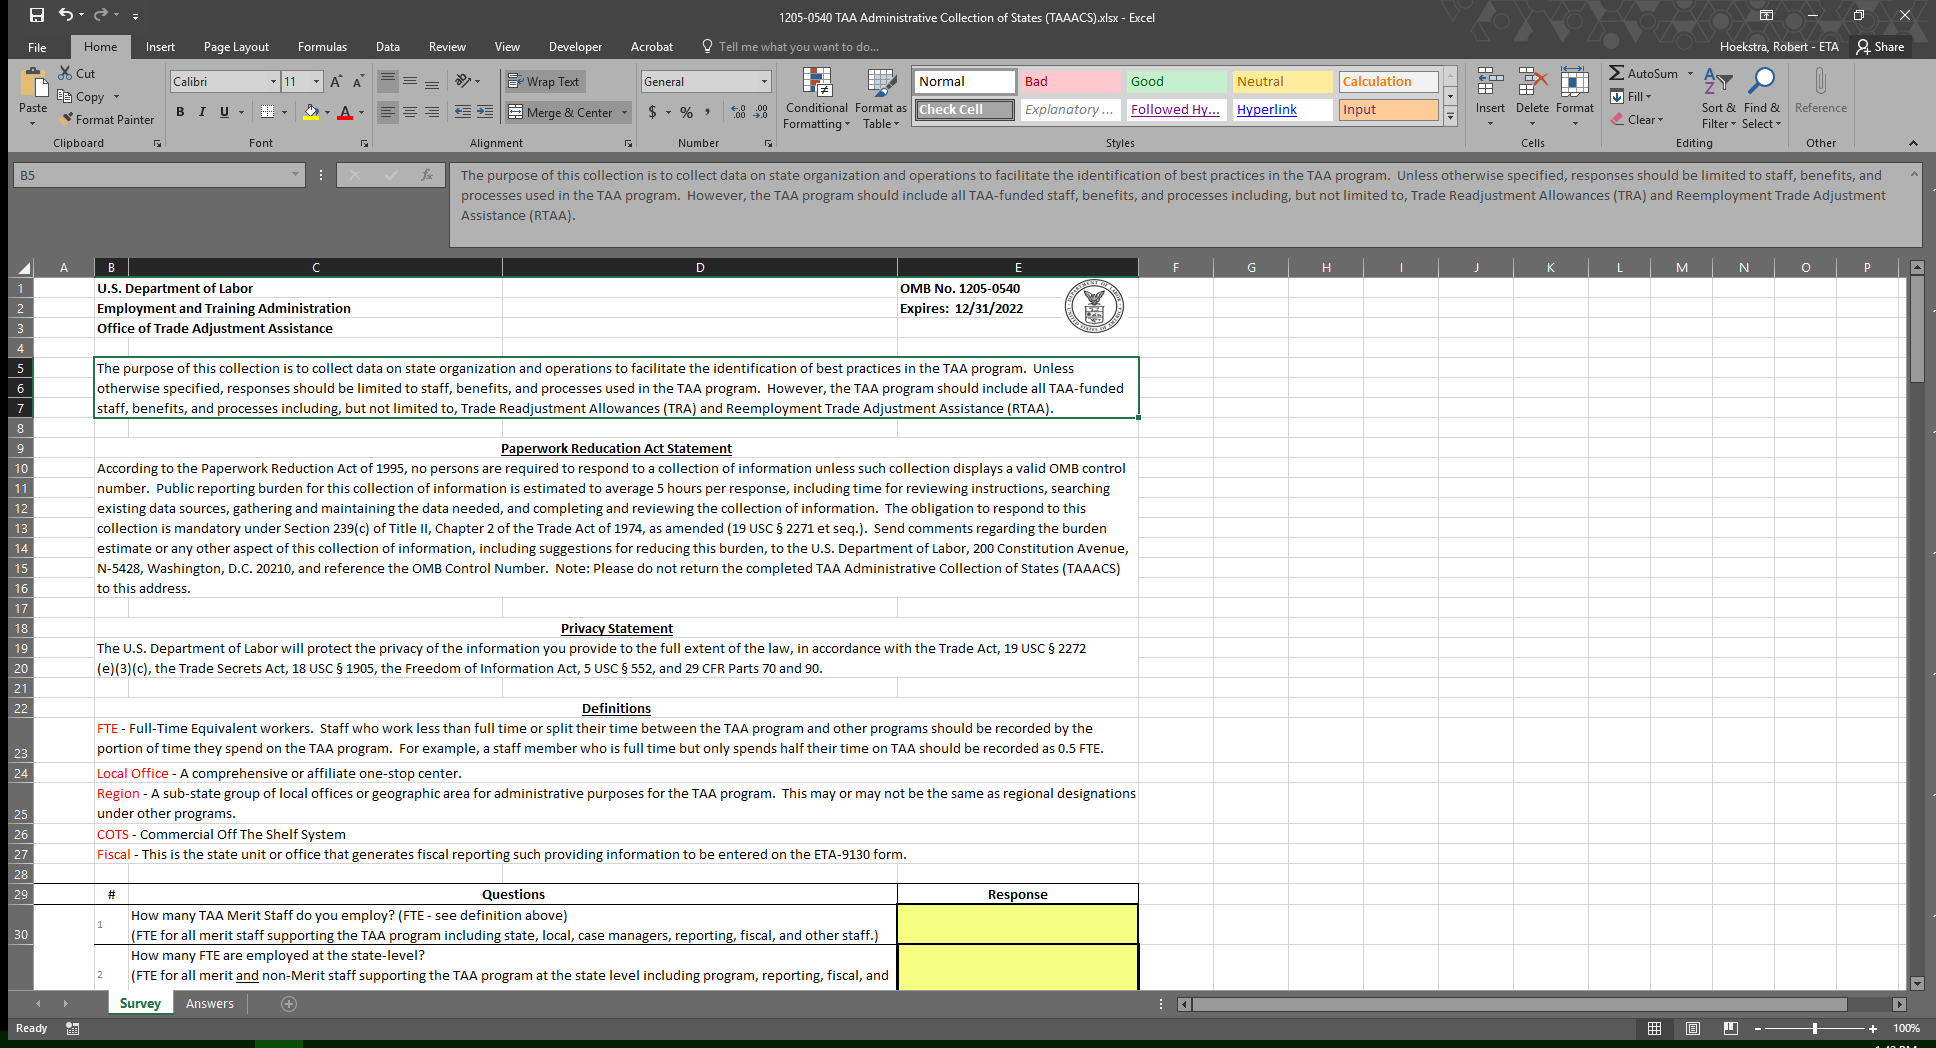 1205-0540 TAA Administrative Collection of States (TAAACS).xlsx - Excel
File Home Insert Page Layout Formulas Data Review View Developer Acrobat Tell me what you want to do... Hoekstra, Robert - ETA Share
Paste
Cut
Copy
Format Painter
Clipboard
Calibri 11 A A
B I U A
Font
Wrap Text
Merge & Center
Alignment
General
$ % ,
Number
Conditional Formatting
Format as Table
Normal Bad Good Neutral Calculation
Check Cell Explanatory ... Followed Hy... Hyperlink Input
Styles
Insert Delete Format
Cells
AutoSum
Fill
Clear
Sort & Filter
Find & Select
Editing
Reference
Other
B5
fx
The purpose of this collection is to collect data on state organization and operations to facilitate the identification of best practices in the TAA program. Unless otherwise specified, responses should be limited to staff, benefits, and
processes used in the TAA program. However, the TAA program should include all TAA-funded staff, benefits, and processes including, but not limited to, Trade Readjustment Allowances (TRA) and Reemployment Trade Adjustment
Assistance (RTAA).
A B C D E F G H I J K L M N O P
1 U.S. Department of Labor OMB No. 1205-0540
2 Employment and Training Administration Expires: 12/31/2022
3 Office of Trade Adjustment Assistance
4
5 The purpose of this collection is to collect data on state organization and operations to facilitate the identification of best practices in the TAA program. Unless
6 otherwise specified, responses should be limited to staff, benefits, and processes used in the TAA program. However, the TAA program should include all TAA-funded
7 staff, benefits, and processes including, but not limited to, Trade Readjustment Allowances (TRA) and Reemployment Trade Adjustment Assistance (RTAA).
8
9 Paperwork Reducation Act Statement
10 According to the Paperwork Reduction Act of 1995, no persons are required to respond to a collection of information unless such collection displays a valid OMB control
11 number. Public reporting burden for this collection of information is estimated to average 5 hours per response, including time for reviewing instructions, searching
12 existing data sources, gathering and maintaining the data needed, and completing and reviewing the collection of information. The obligation to respond to this
13 collection is mandatory under Section 239(c) of Title II, Chapter 2 of the Trade Act of 1974, as amended (19 USC § 2271 et seq.). Send comments regarding the burden
14 estimate or any other aspect of this collection of information, including suggestions for reducing this burden, to the U.S. Department of Labor, 200 Constitution Avenue,
15 N-5428, Washington, D.C. 20210, and reference the OMB Control Number. Note: Please do not return the completed TAA Administrative Collection of States (TAAACS)
16 to this address.
17
18 Privacy Statement
19 The U.S. Department of Labor will protect the privacy of the information you provide to the full extent of the law, in accordance with the Trade Act, 19 USC § 2272
20 (e)(3)(c), the Trade Secrets Act, 18 USC § 1905, the Freedom of Information Act, 5 USC § 552, and 29 CFR Parts 70 and 90.
21
22 Definitions
FTE - Full-Time Equivalent workers. Staff who work less than full time or split their time between the TAA program and other programs should be recorded by the
23 portion of time they spend on the TAA program. For example, a staff member who is full time but only spends half their time on TAA should be recorded as 0.5 FTE.
24 Local Office - A comprehensive or affiliate one-stop center.
Region - A sub-state group of local offices or geographic area for administrative purposes for the TAA program. This may or may not be the same as regional designations
25 under other programs.
26 COTS - Commercial Off The Shelf System
27 Fiscal - This is the state unit or office that generates fiscal reporting such providing information to be entered on the ETA-9130 form.
28
29 # Questions Response
1 How many TAA Merit Staff do you employ? (FTE - see definition above)
30 (FTE for all merit staff supporting the TAA program including state, local, case managers, reporting, fiscal, and other staff.)
How many FTE are employed at the state-level?
2 (FTE for all merit and non-Merit staff supporting the TAA program at the state level including program, reporting, fiscal, and
Survey Answers
Ready 100%